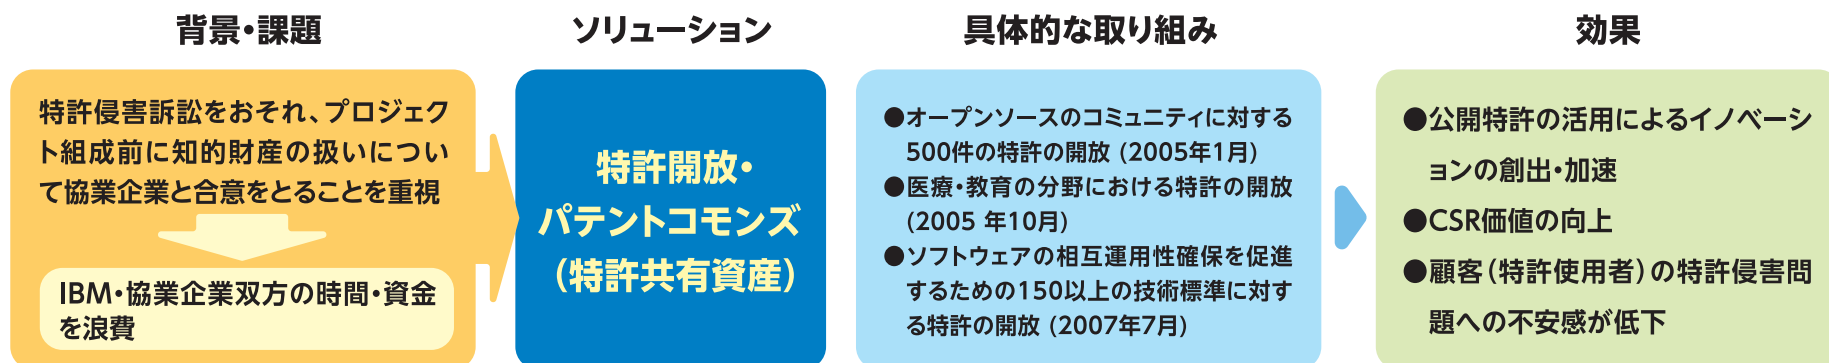 背景・課題
特許侵害訴訟をおそれ、プロジェク
ト組成前に知的財産の扱いについ
て協業企業と合意をとることを重視
IBM・協業企業双方の時間・資金
を浪費
ソリューション
特許開放・
パテントコモンズ
（特許共有資産）
具体的な取り組み
●オープンソースのコミュニティに対する
500件の特許の開放 (2005年1月)
●医療・教育の分野における特許の開放
(2005 年10月)
●ソフトウェアの相互運用性確保を促進
するための150以上の技術標準に対す
る特許の開放 (2007年7月)
効果
●公開特許の活用によるイノベーシ
ョンの創出・加速
●CSR価値の向上
●顧客（特許使用者）の特許侵害問
題への不安感が低下